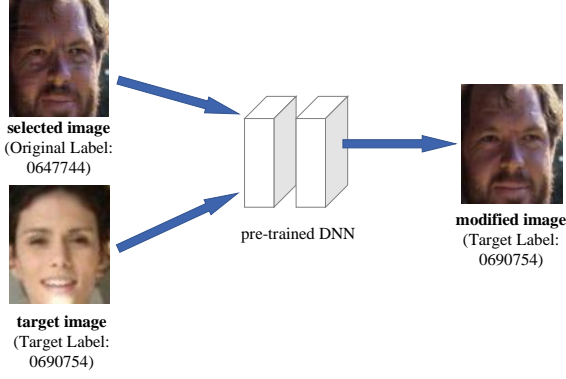 selected image
(Original Label:
0647744)
pre-trained DNN
modified image
(Target Label:
0690754)
target image
(Target Label:
0690754)